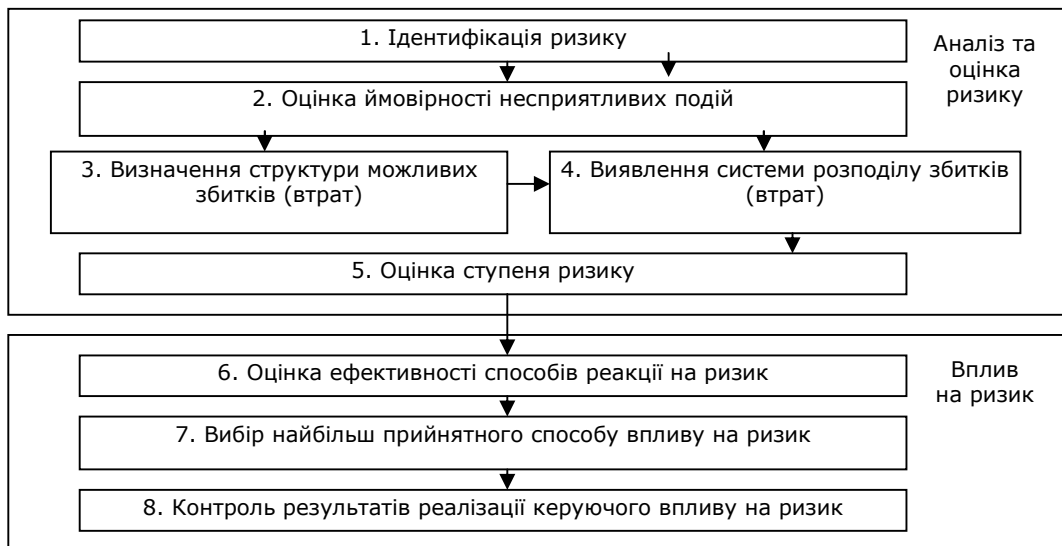 1. Ідентифікація ризику
Аналіз та
оцінка
ризику
2. Оцінка ймовірності несприятливих подій
3. Визначення структури можливих
збитків (втрат)
4. Виявлення системи розподілу збитків
(втрат)
5. Оцінка ступеня ризику
6. Оцінка ефективності способів реакції на ризик
Вплив
на ризик
7. Вибір найбільш прийнятного способу впливу на ризик
8. Контроль результатів реалізації керуючого впливу на ризик